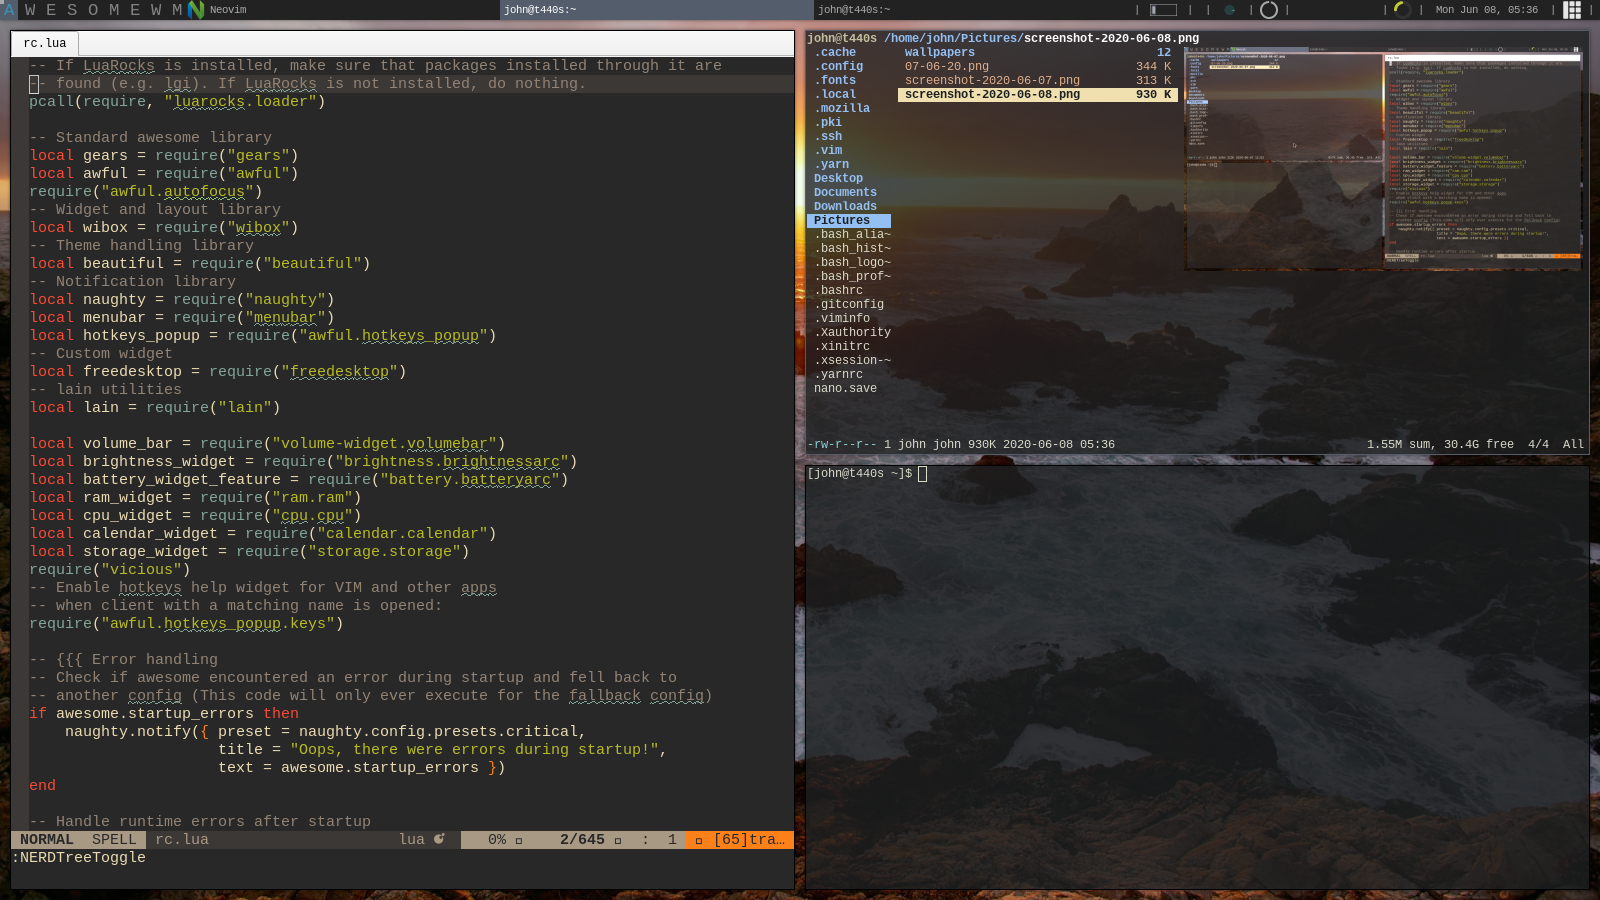 A W E S O M E W M Neovim john@t440s:~ john@t440s:~ | | | | | | | Mon Jun 08, 05:36 | |
rc.lua
-- If LuaRocks is installed, make sure that packages installed through it are
-- found (e.g. lgi). If LuaRocks is not installed, do nothing.
pcall(require, "luarocks.loader")
-- Standard awesome library
local gears = require("gears")
local awful = require("awful")
require("awful.autofocus")
-- Widget and layout library
local wibox = require("wibox")
-- Theme handling library
local beautiful = require("beautiful")
-- Notification library
local naughty = require("naughty")
local menubar = require("menubar")
local hotkeys_popup = require("awful.hotkeys_popup")
-- Custom widget
local freedesktop = require("freedesktop")
-- lain utilities
local lain = require("lain")
local volume_bar = require("volume-widget.volumebar")
local brightness_widget = require("brightness.brightnessarc")
local battery_widget_feature = require("battery.batteryarc")
local ram_widget = require("ram.ram")
local cpu_widget = require("cpu.cpu")
local calendar_widget = require("calendar.calendar")
local storage_widget = require("storage.storage")
require("vicious")
-- Enable hotkeys help widget for VIM and other apps
-- when client with a matching name is opened:
require("awful.hotkeys_popup.keys")
-- {{{ Error handling
-- Check if awesome encountered an error during startup and fell back to
-- another config (This code will only ever execute for the fallback config)
if awesome.startup_errors then
naughty.notify({ preset = naughty.config.presets.critical,
title = "Oops, there were errors during startup!",
text = awesome.startup_errors })
end
-- Handle runtime errors after startup
NORMAL SPELL rc.lua lua 0% 2/645 : 1 [65]tra…
:NERDTreeToggle
john@t440s /home/john/Pictures/screenshot-2020-06-08.png
.cache wallpapers 12
.config 07-06-20.png 344 K
.fonts screenshot-2020-06-07.png 313 K
.local screenshot-2020-06-08.png 930 K
.mozilla
.pki
.ssh
.vim
.yarn
Desktop
Documents
Downloads
Pictures
.bash_alia~
.bash_hist~
.bash_logo~
.bash_prof~
.bashrc
.gitconfig
.viminfo
.Xauthority
.xinitrc
.xsession-~
.yarnrc
nano.save
-rw-r--r-- 1 john john 930K 2020-06-08 05:36 1.55M sum, 30.4G free 4/4 All
[john@t440s ~]$